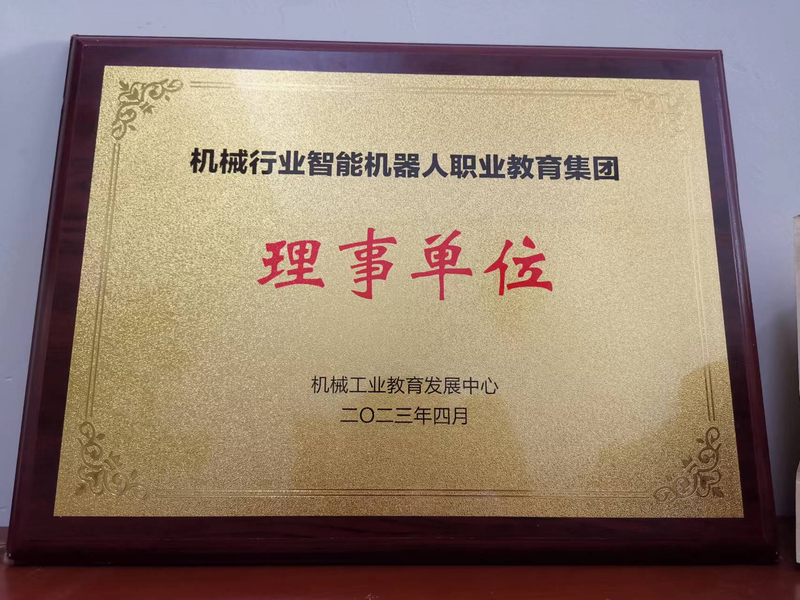 机械行业智能机器人职业教育集团
理事单位
机械工业教育发展中心
二〇二三年四月